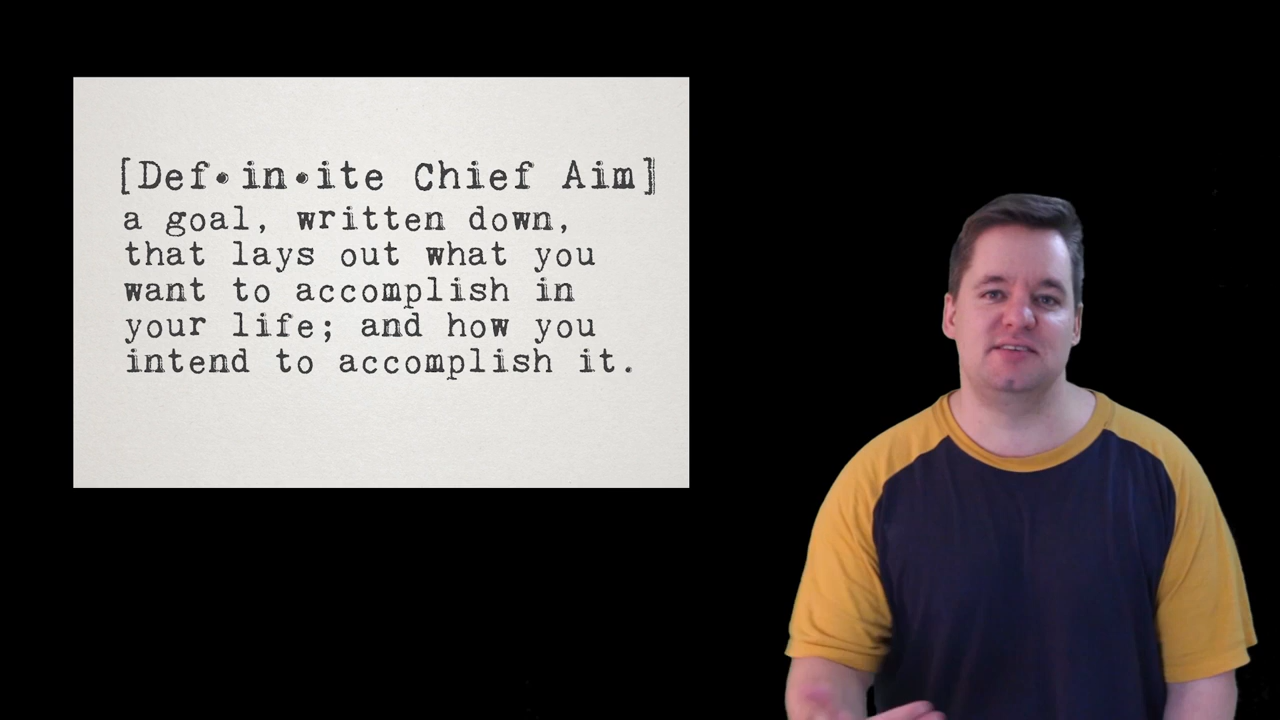 [Def•in•ite Chief Aim]
a goal, written down,
that lays out what you
want to accomplish in
your life; and how you
intend to accomplish it.